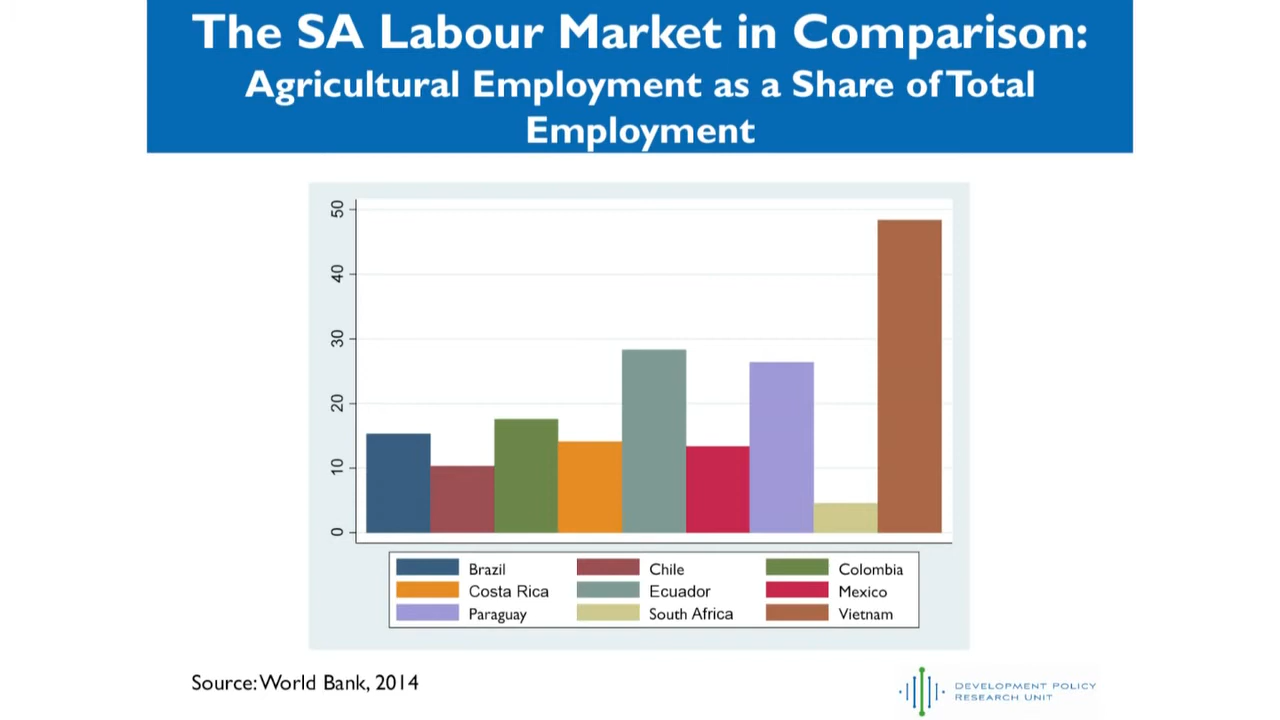 The SA Labour Market in Comparison:
Agricultural Employment as a Share of Total
Employment
50
40
30
20
10
0
Brazil Chile Colombia
Costa Rica Ecuador Mexico
Paraguay South Africa Vietnam
Source: World Bank, 2014
DEVELOPMENT POLICY
RESEARCH UNIT